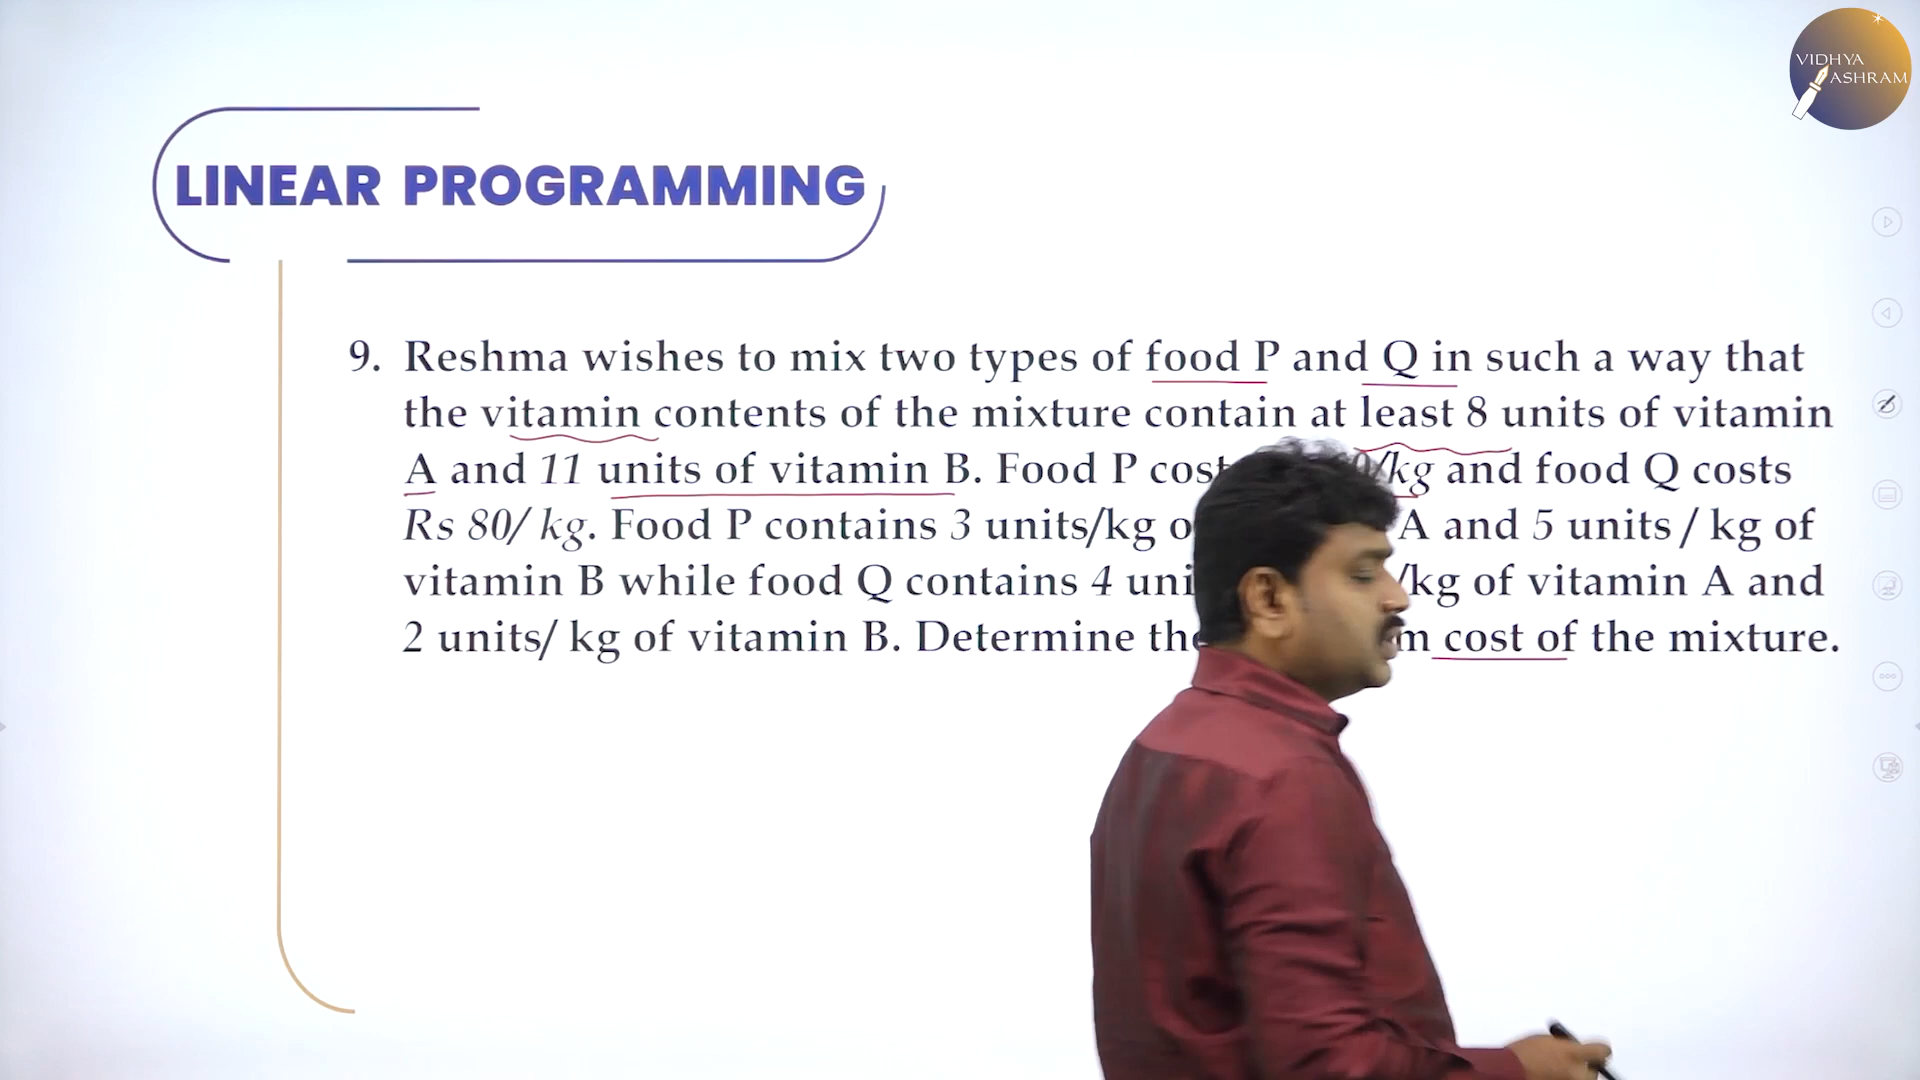 VIDHYA
ASHRAM
LINEAR PROGRAMMING
9. Reshma wishes to mix two types of food P and Q in such a way that
the vitamin contents of the mixture contain at least 8 units of vitamin
A and 11 units of vitamin B. Food P /kg and food Q costs
Rs 80/ kg. Food P contains 3 units/kg A and 5 units / kg of
vitamin B while food Q contains 4 /kg of vitamin A and
2 units/ kg of vitamin B. Determine cost of the mixture.